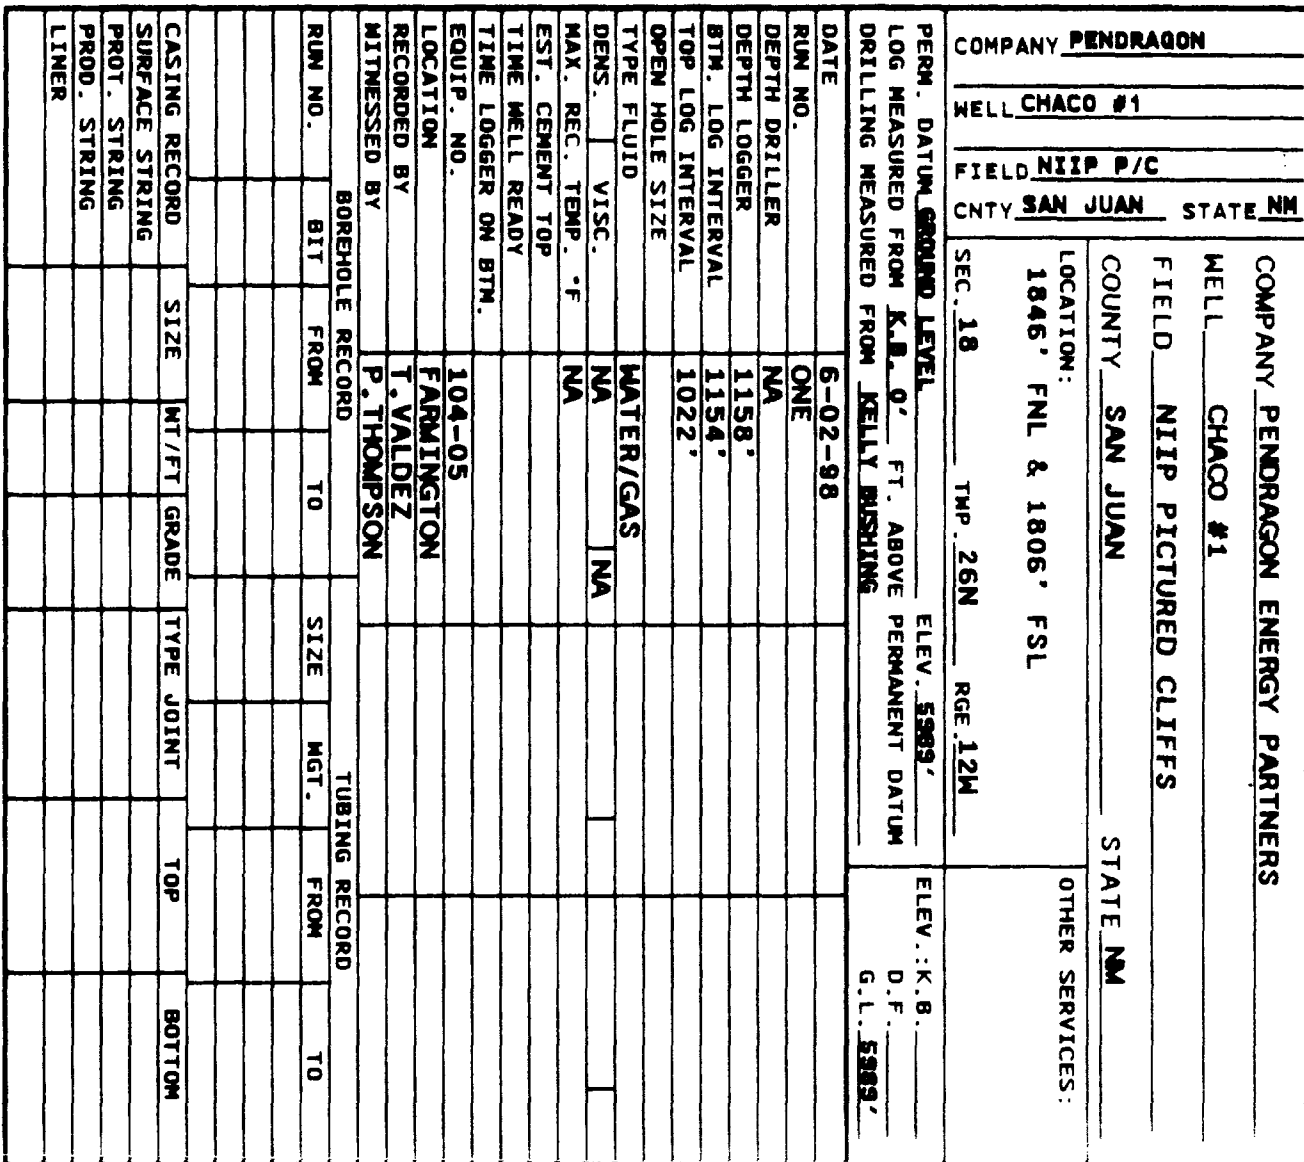 COMPANY PENDRAGON
WELL CHACO #1
FIELD NIIP P/C
CNTY SAN JUAN STATE NM
COMPANY PENDRAGON ENERGY PARTNERS
WELL CHACO #1
FIELD NIIP PICTURED CLIFFS
COUNTY SAN JUAN STATE NM
LOCATION: OTHER SERVICES:
1846' FNL & 1806' FSL
SEC. 18 TWP. 26N RGE. 12W
PERM. DATUM GROUND LEVEL ELEV. 5989' ELEV.: K.B.
LOG MEASURED FROM K.B. 0' FT. ABOVE PERMANENT DATUM D.F.
DRILLING MEASURED FROM KELLY BUSHING G.L. 5989'
DATE 6-02-98
RUN NO. ONE
DEPTH DRILLER NA
DEPTH LOGGER 1158'
BTM. LOG INTERVAL 1154'
TOP LOG INTERVAL 1022'
OPEN HOLE SIZE
TYPE FLUID WATER/GAS
DENS. VISC. NA NA
MAX. REC. TEMP. °F NA
EST. CEMENT TOP
TIME WELL READY
TIME LOGGER ON BTM.
EQUIP. NO. 104-05
LOCATION FARMINGTON
RECORDED BY T. VALDEZ
WITNESSED BY P. THOMPSON
BOREHOLE RECORD TUBING RECORD
RUN NO. BIT FROM TO SIZE WGT. FROM TO
CASING RECORD SIZE WT/FT GRADE TYPE JOINT TOP BOTTOM
SURFACE STRING
PROT. STRING
PROD. STRING
LINER